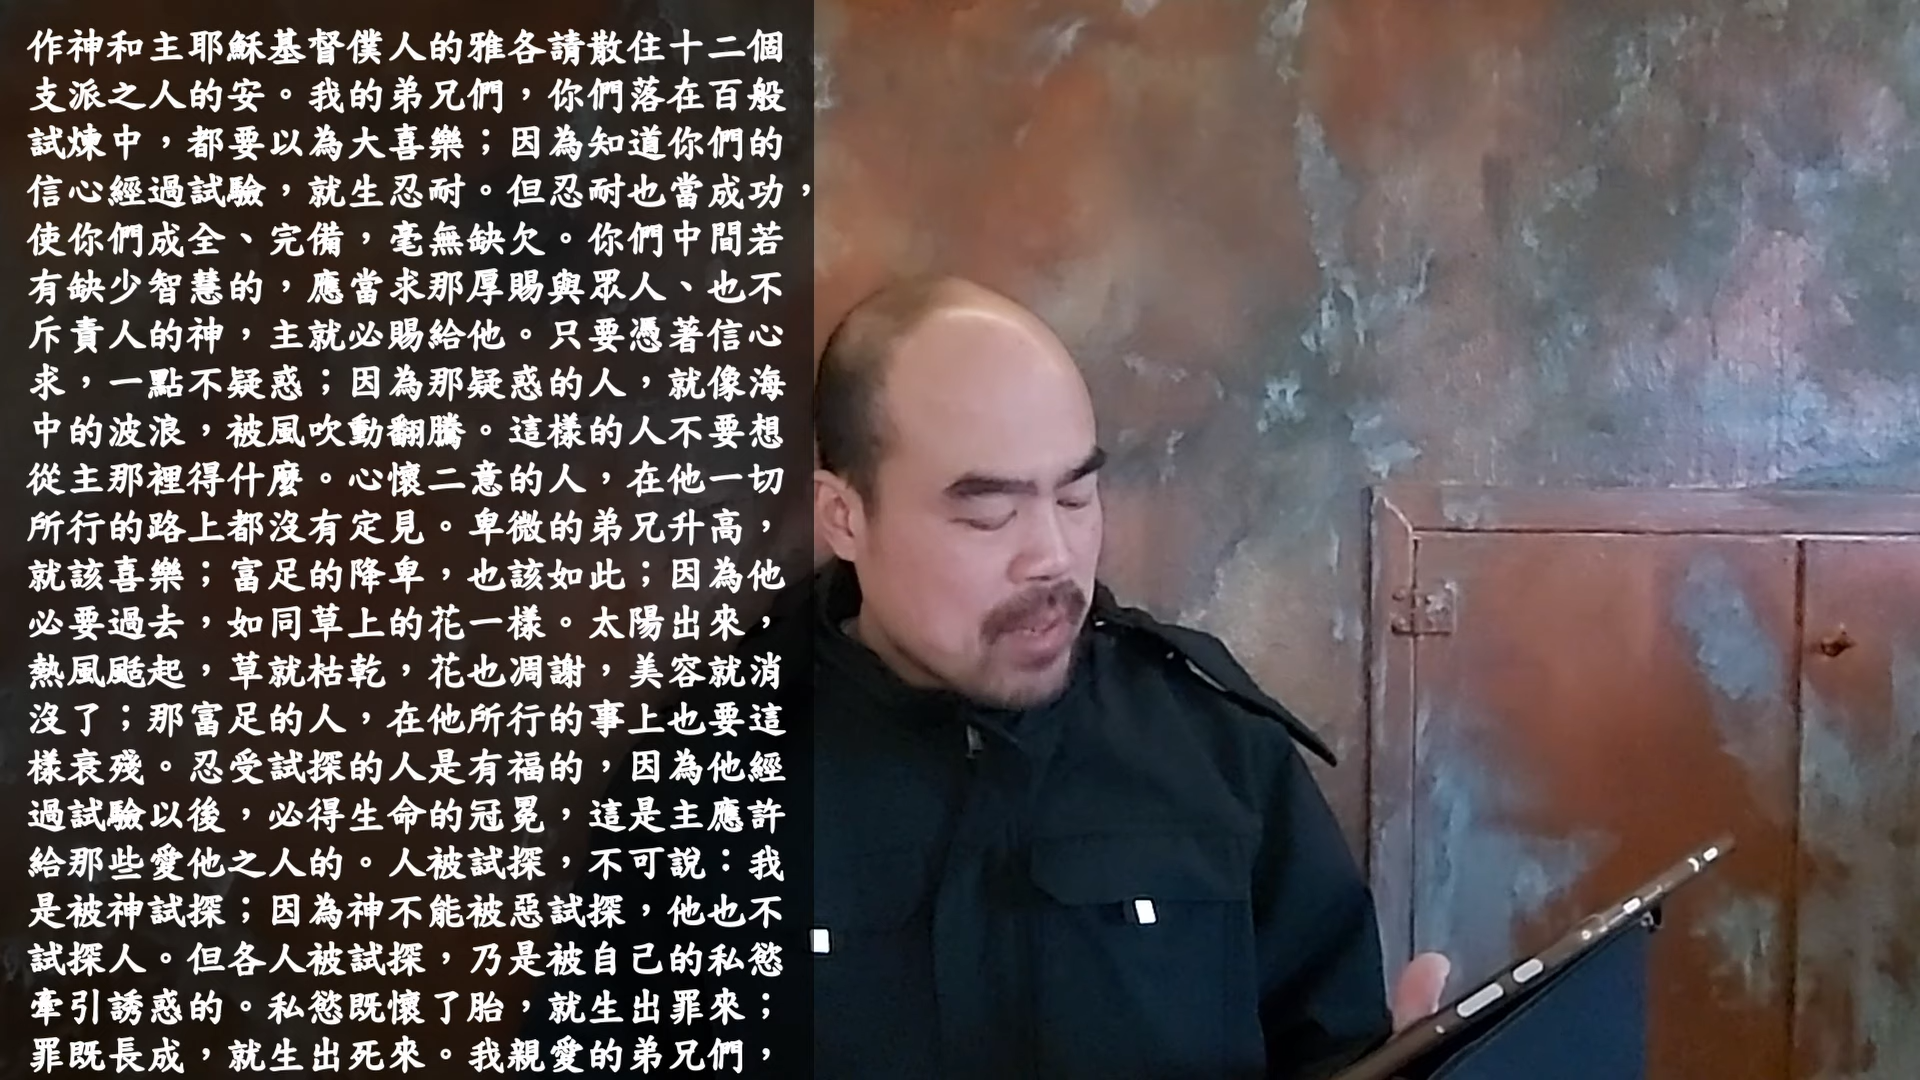 作神和主耶穌基督僕人的雅各請散住十二個
支派之人的安。我的弟兄們，你們落在百般
試煉中，都要以為大喜樂；因為知道你們的
信心經過試驗，就生忍耐。但忍耐也當成功，
使你們成全、完備，毫無缺欠。你們中間若
有缺少智慧的，應當求那厚賜與眾人、也不
斥責人的神，主就必賜給他。只要憑著信心
求，一點不疑惑；因為那疑惑的人，就像海
中的波浪，被風吹動翻騰。這樣的人不要想
從主那裡得什麼。心懷二意的人，在他一切
所行的路上都沒有定見。卑微的弟兄升高，
就該喜樂；富足的降卑，也該如此；因為他
必要過去，如同草上的花一樣。太陽出來，
熱風颳起，草就枯乾，花也凋謝，美容就消
沒了；那富足的人，在他所行的事上也要這
樣衰殘。忍受試探的人是有福的，因為他經
過試驗以後，必得生命的冠冕，這是主應許
給那些愛他之人的。人被試探，不可說：我
是被神試探；因為神不能被惡試探，他也不
試探人。但各人被試探，乃是被自己的私慾
牽引誘惑的。私慾既懷了胎，就生出罪來；
罪既長成，就生出死來。我親愛的弟兄們，